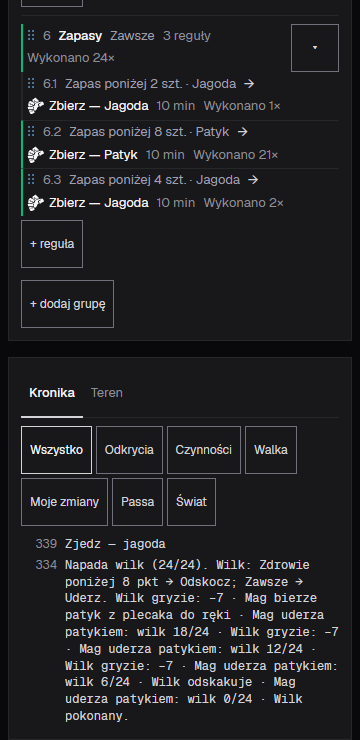 6 Zapasy Zawsze 3 reguły
Wykonano 24×
6.1 Zapas poniżej 2 szt. · Jagoda →
Zbierz — Jagoda 10 min Wykonano 1×
6.2 Zapas poniżej 8 szt. · Patyk →
Zbierz — Patyk 10 min Wykonano 21×
6.3 Zapas poniżej 4 szt. · Jagoda →
Zbierz — Jagoda 10 min Wykonano 2×
+ reguła
+ dodaj grupę
Kronika Teren
Wszystko Odkrycia Czynności Walka
Moje zmiany Passa Świat
339 Zjedz — jagoda
334 Napada wilk (24/24). Wilk: Zdrowie
poniżej 8 pkt → Odskocz; Zawsze →
Uderz. Wilk gryzie: −7 · Mag bierze
patyk z plecaka do ręki · Mag uderza
patykiem: wilk 18/24 · Wilk gryzie: −7
· Mag uderza patykiem: wilk 12/24 ·
Wilk gryzie: −7 · Mag uderza patykiem:
wilk 6/24 · Wilk odskakuje · Mag
uderza patykiem: wilk 0/24 · Wilk
pokonany.